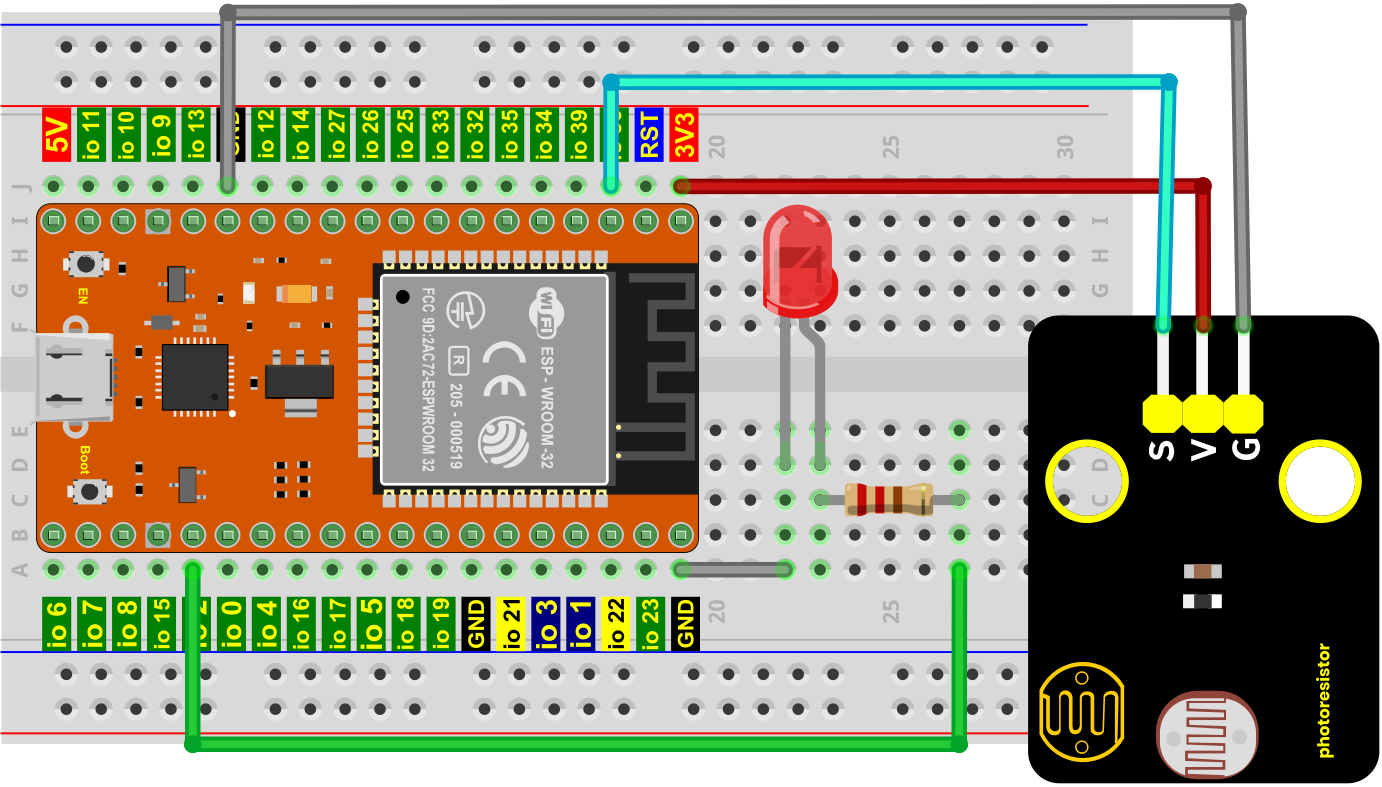 5V
io 11
io 10
io 9
io 13
GND
io 12
io 14
io 27
io 26
io 25
io 33
io 32
io 35
io 34
io 39
RST
3V3
20
25
30
J
I
H
G
F
E
D
C
B
A
I
H
G
D
C
EN
Boot
FCC 9D:2AC72-ESPWROOM 32
R
205 - 000519
CE
Wi Fi
ESP - WROOM-32
S
V
G
photoresistor
io 6
io 7
io 8
io 15
io 2
io 0
io 4
io 16
io 17
io 5
io 18
io 19
GND
io 21
io 3
io 1
io 22
io 23
GND
20
25